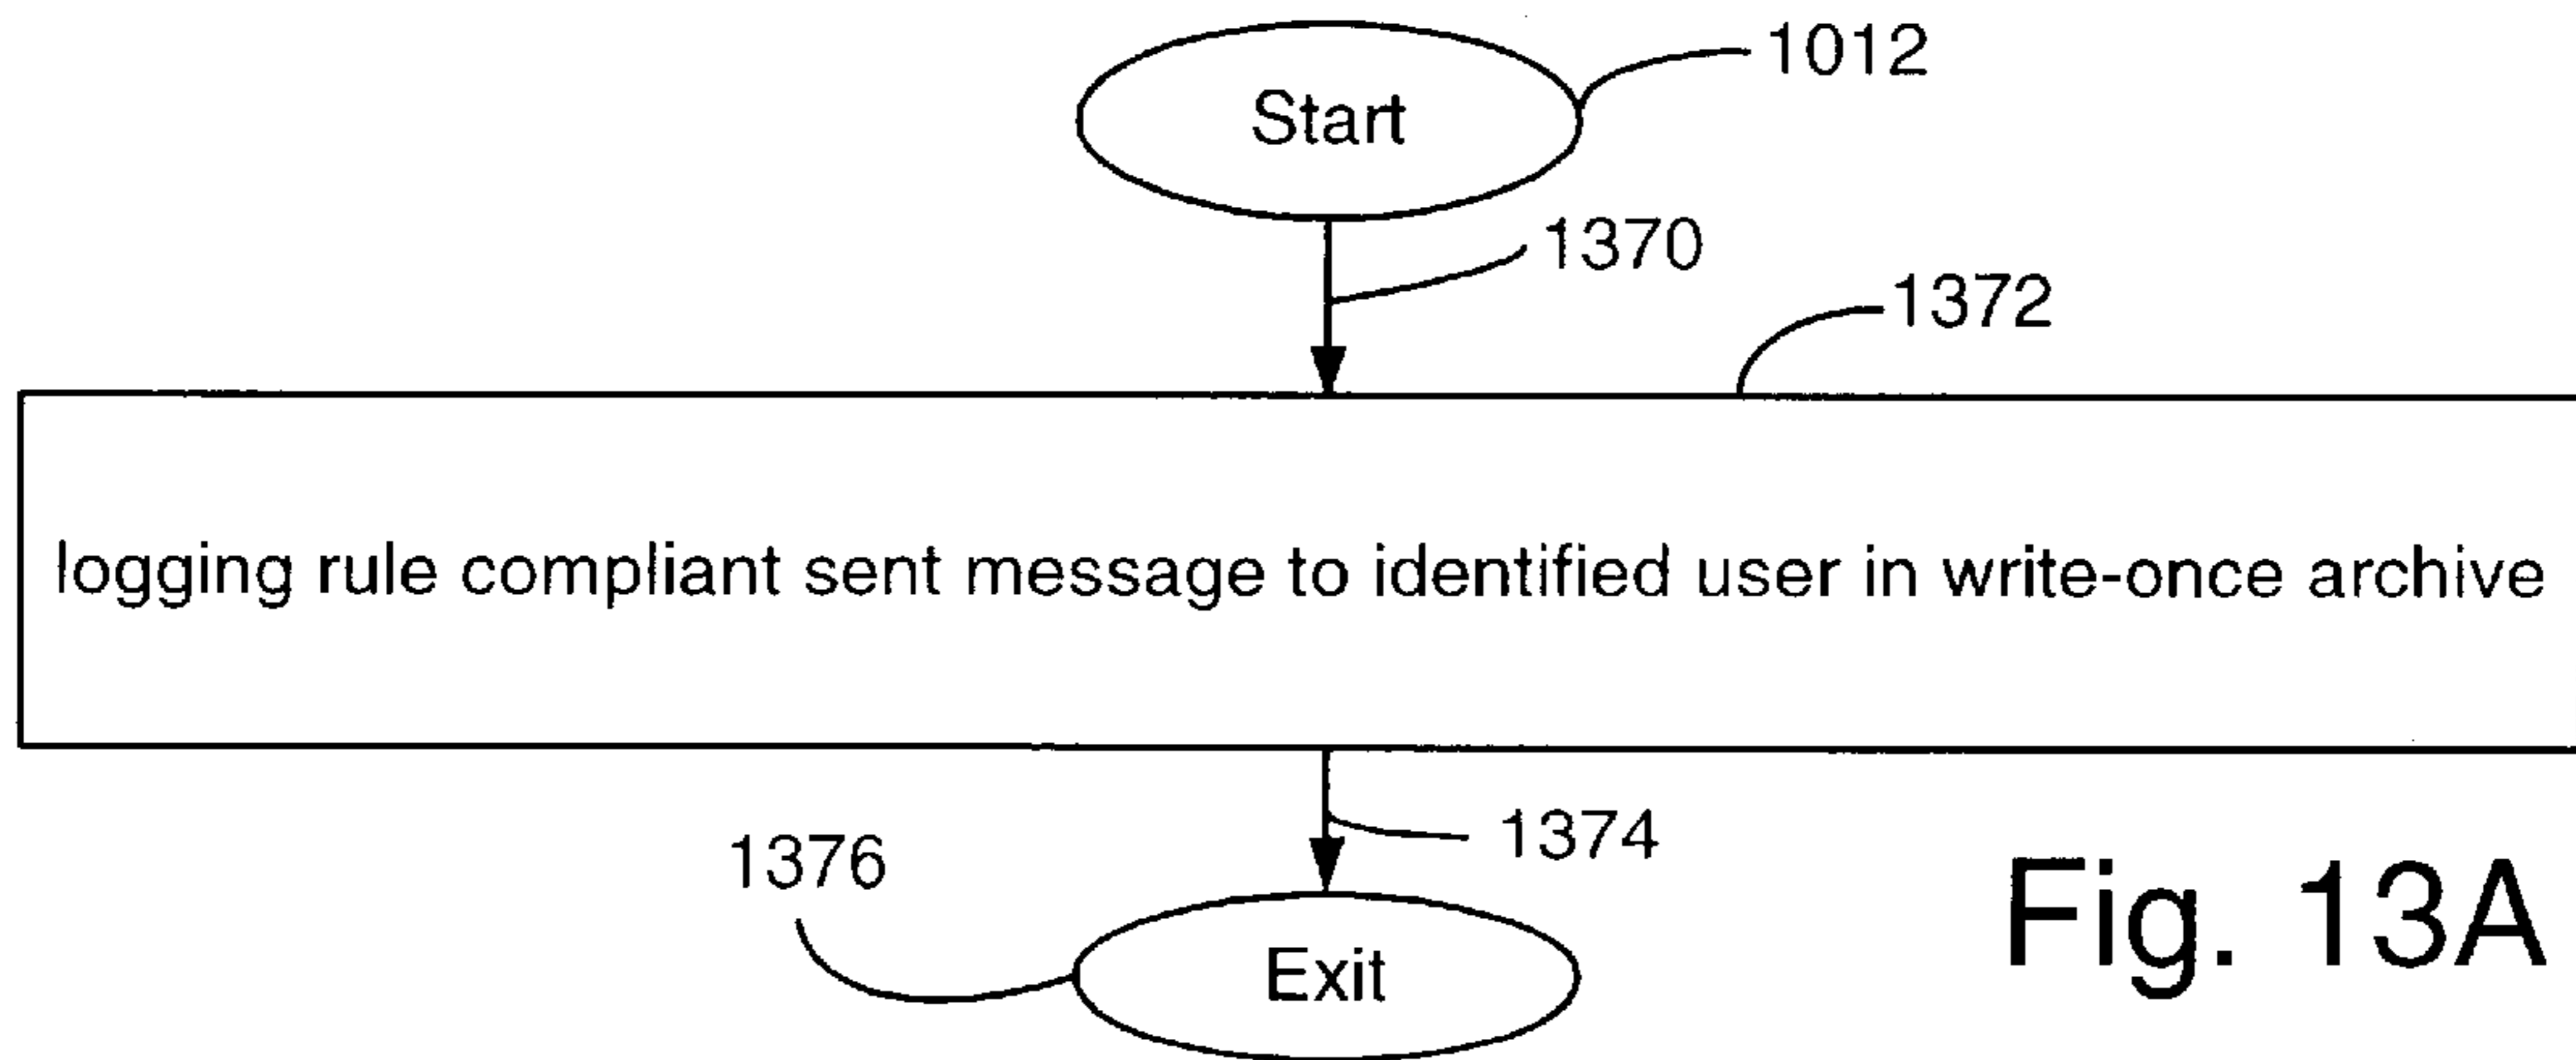 Start
1012
1370
1372
logging rule compliant sent message to identified user in write-once archive
1374
1376
Exit
Fig. 13A